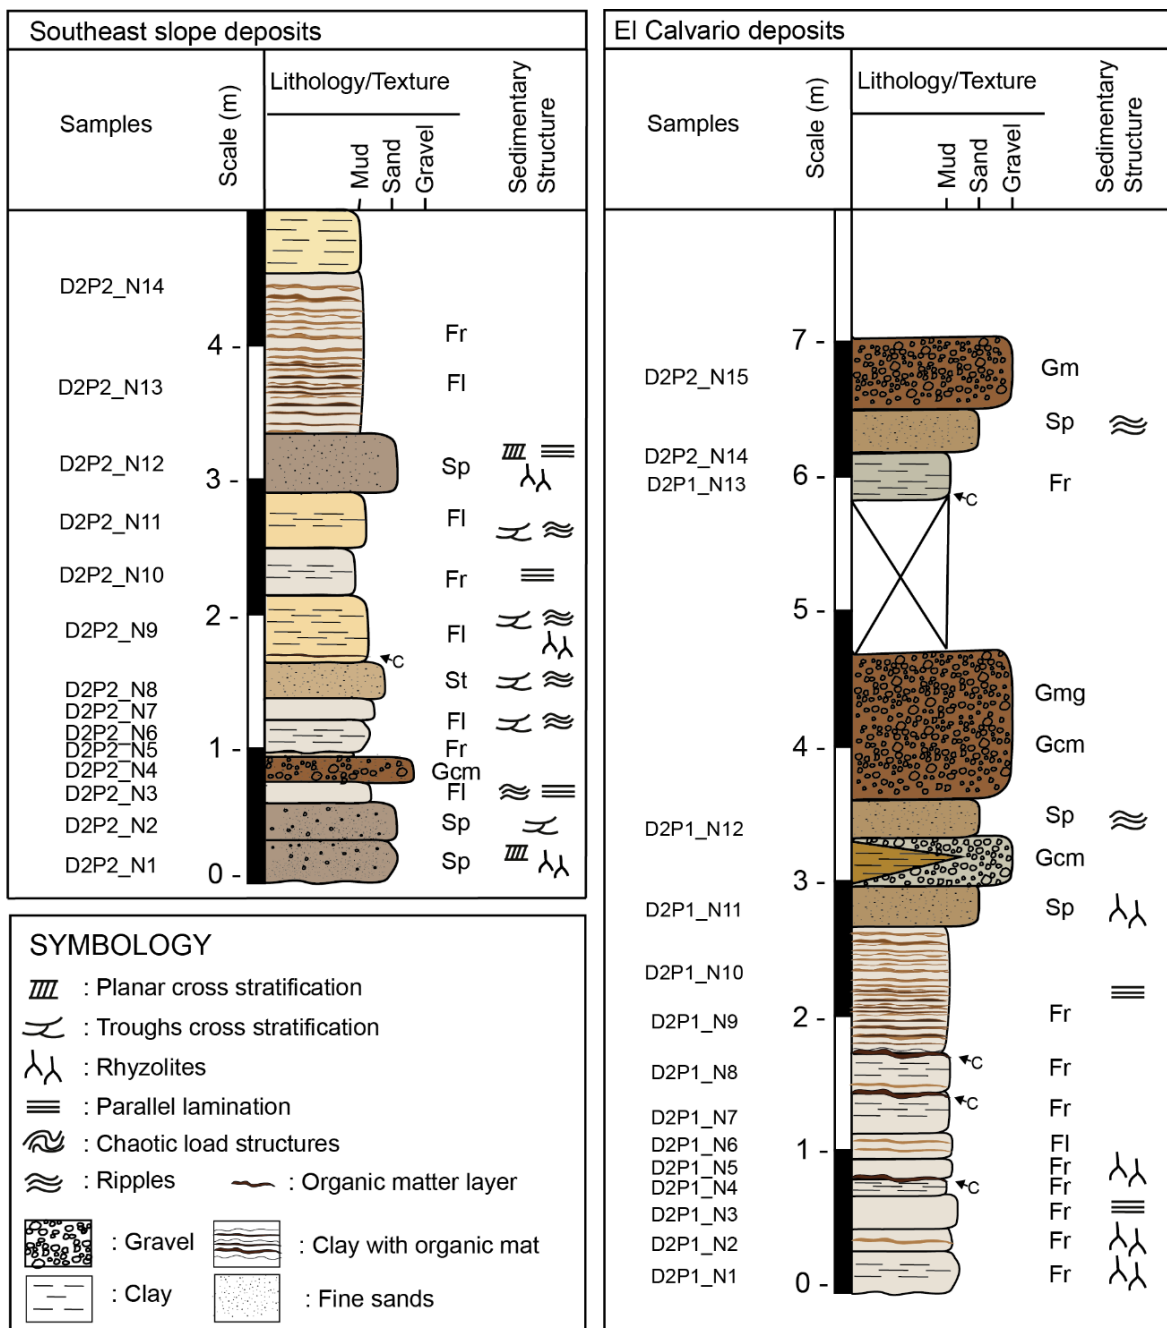 Southeast slope deposits
Samples
Scale (m)
Lithology/Texture
Mud
Sand
Gravel
Sedimentary
Structure
D2P2_N14
4 -
Fr
D2P2_N13
Fl
D2P2_N12
Sp
3 -
D2P2_N11
Fl
D2P2_N10
Fr
2 -
D2P2_N9
Fl
C
D2P2_N8
St
D2P2_N7
Fl
D2P2_N6
D2P2_N5
1 -
Fr
D2P2_N4
Gcm
D2P2_N3
Fl
D2P2_N2
Sp
D2P2_N1
Sp
0 -
SYMBOLOGY
: Planar cross stratification
: Troughs cross stratification
: Rhyzolites
: Parallel lamination
: Chaotic load structures
: Ripples
: Organic matter layer
: Gravel
: Clay with organic mat
: Clay
: Fine sands
El Calvario deposits
Samples
Scale (m)
Lithology/Texture
Mud
Sand
Gravel
Sedimentary
Structure
7 -
D2P2_N15
Gm
Sp
D2P2_N14
6 -
D2P1_N13
Fr
C
5 -
Gmg
4 -
Gcm
D2P1_N12
Sp
Gcm
3 -
D2P1_N11
Sp
D2P1_N10
2 -
D2P1_N9
Fr
C
D2P1_N8
Fr
C
D2P1_N7
Fr
D2P1_N6
Fl
1 -
D2P1_N5
Fr
D2P1_N4
C
Fr
D2P1_N3
Fr
D2P1_N2
Fr
D2P1_N1
Fr
0 -